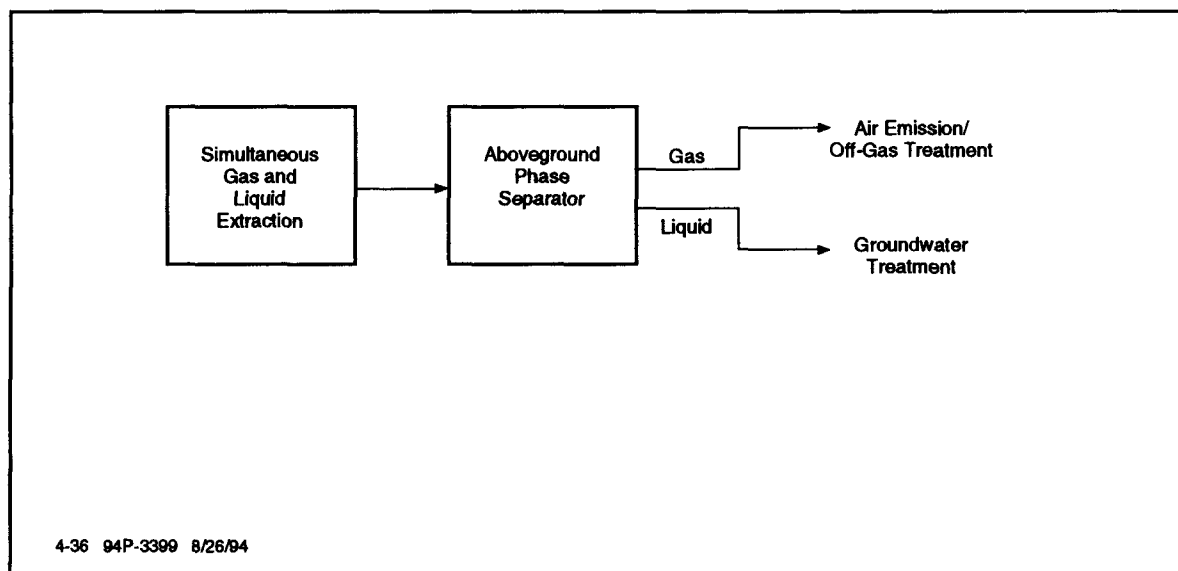 Simultaneous
Gas and
Liquid
Extraction
Aboveground
Phase
Separator
Gas
Liquid
Air Emission/
Off-Gas Treatment
Groundwater
Treatment
4-36 94P-3399 8/26/94